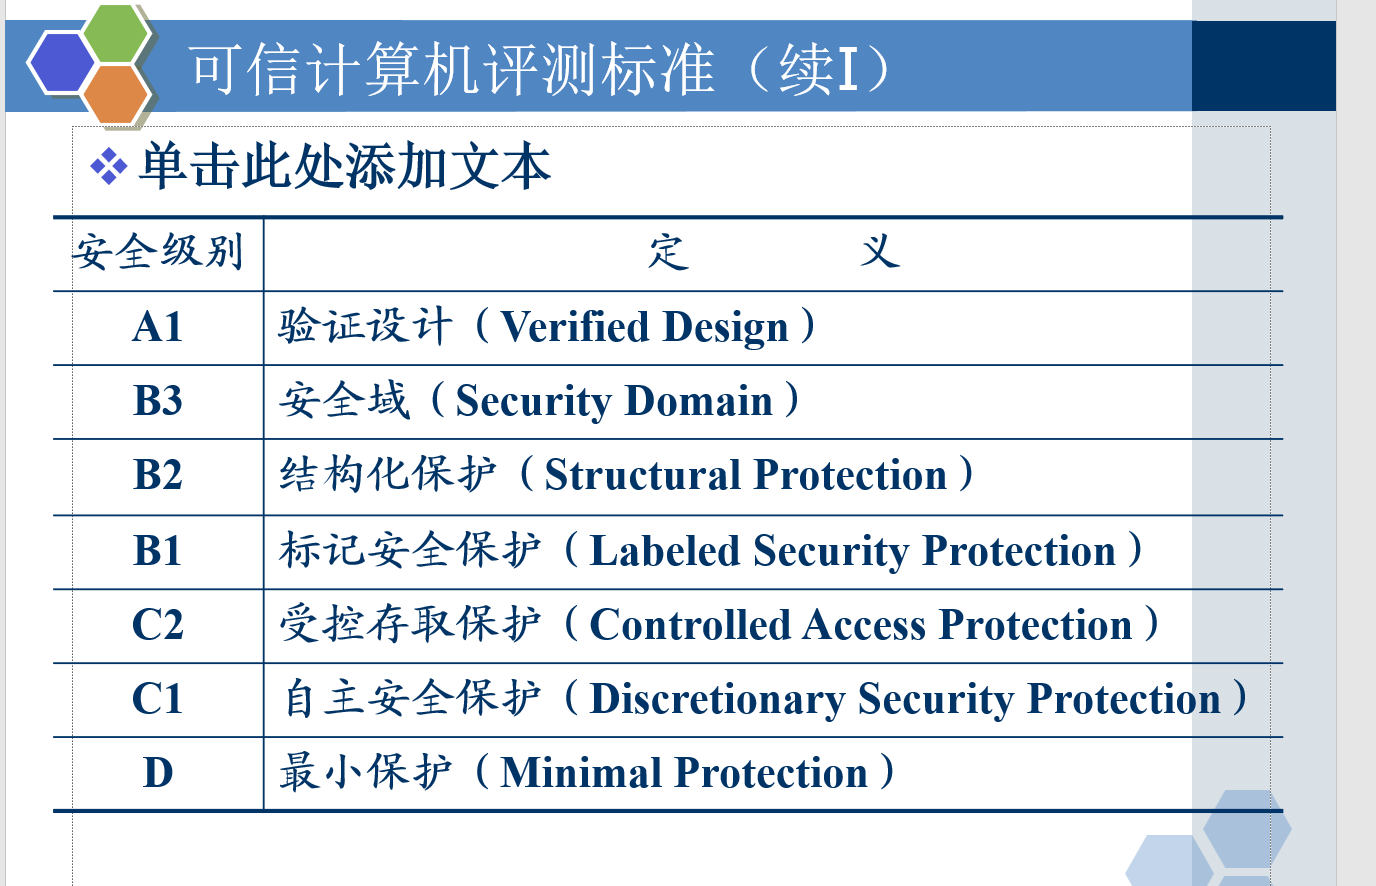 可信计算机评测标准（续I）
单击此处添加文本
安全级别 定 义
A1 验证设计（Verified Design）
B3 安全域（Security Domain）
B2 结构化保护（Structural Protection）
B1 标记安全保护（Labeled Security Protection）
C2 受控存取保护（Controlled Access Protection）
C1 自主安全保护（Discretionary Security Protection）
D 最小保护（Minimal Protection）